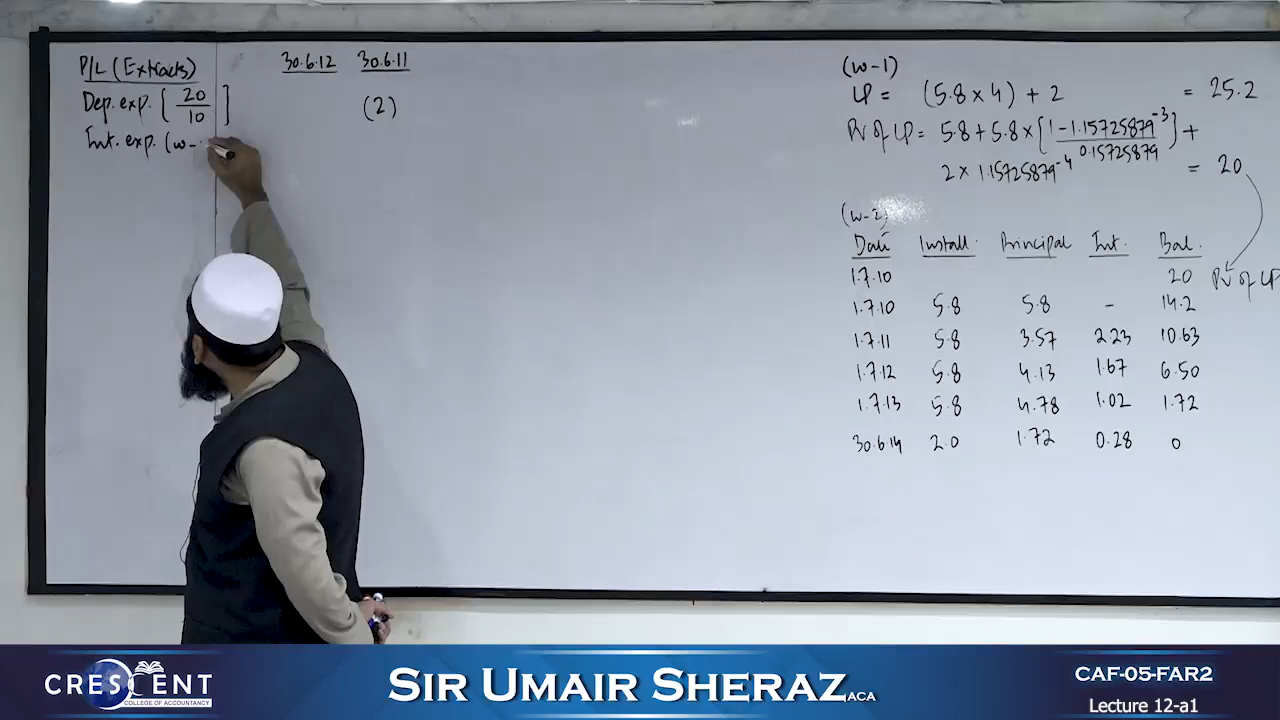 P/L (Extracts) 30.6.12 30.6.11
Dep. exp. [20/10] (2)
Int. exp. (w-
(w-1)
LP = (5.8 x 4) + 2 = 25.2
PV of LP = 5.8 + 5.8 x [1 - 1.15725879^-3 / 0.15725879] +
2 x 1.15725879^-4 = 20
(w-2)
Date Install. Principal Int. Bal.
1.7.10 20 PV of LP
1.7.10 5.8 5.8 - 14.2
1.7.11 5.8 3.57 2.23 10.63
1.7.12 5.8 4.13 1.67 6.50
1.7.13 5.8 4.78 1.02 1.72
30.6.14 2.0 1.72 0.28 0
CRESCENT
COLLEGE OF ACCOUNTANCY
SIR UMAIR SHERAZ, ACA
CAF-05-FAR2
Lecture 12-a1